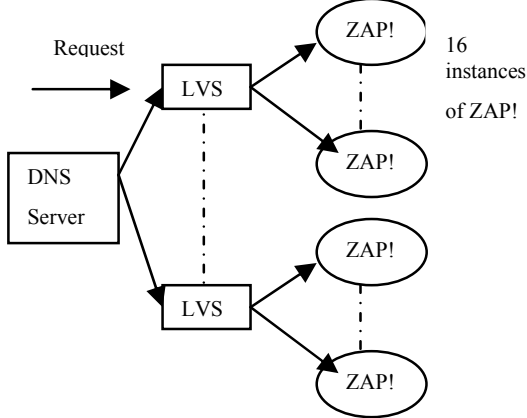 Request
ZAP!
16
instances
of ZAP!
LVS
ZAP!
DNS
Server
ZAP!
LVS
ZAP!